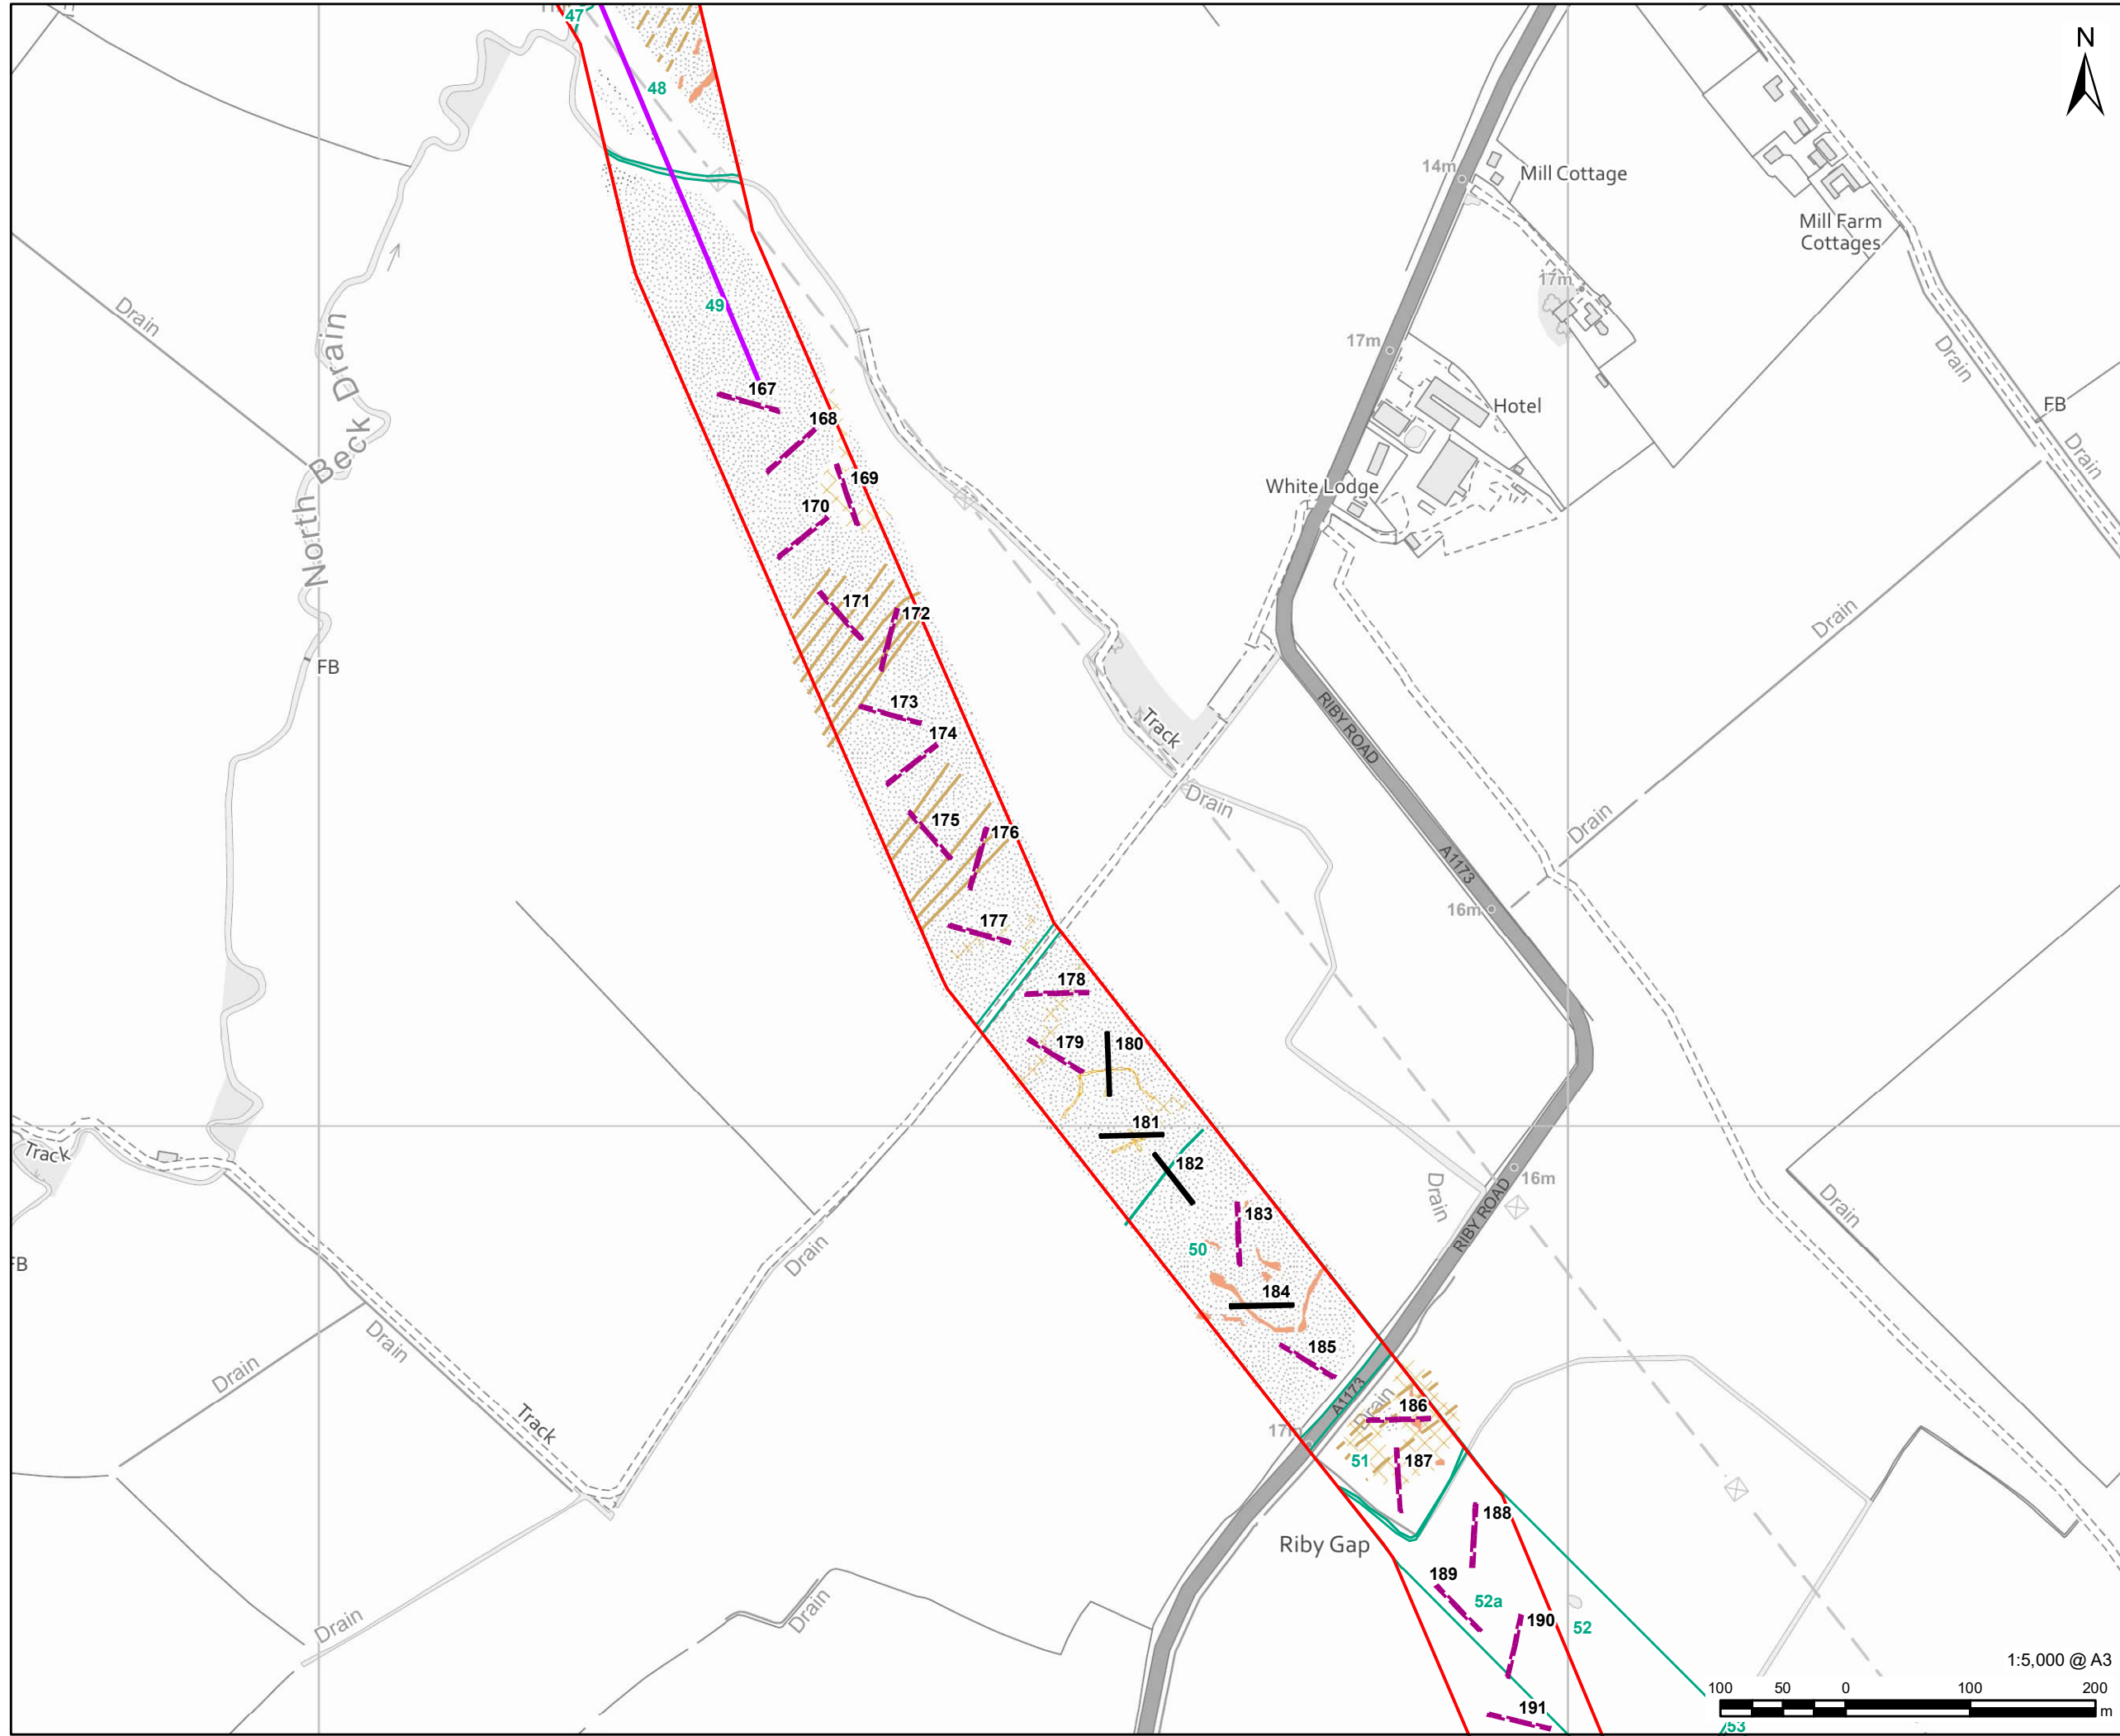 47
N
48
14m
Mill Cottage
Mill Farm
Cottages
17m
49
Drain
17m
Drain
167
Hotel
FB
168
Drain
North Beck Drain
169
White Lodge
170
171
172
Drain
FB
173
RIBY ROAD
Track
174
Drain
175
176
Drain
A1173
16m
177
178
179
180
181
Track
182
16m
Drain
Drain
183
RIBY ROAD
50
Drain
FB
184
Drain
185
Drain
A1173
Drain
186
Track
17m
51
187
188
Riby Gap
189
52a
190
52
Drain
Drain
1:5,000 @ A3
100 50 0 100 200
m
191
53